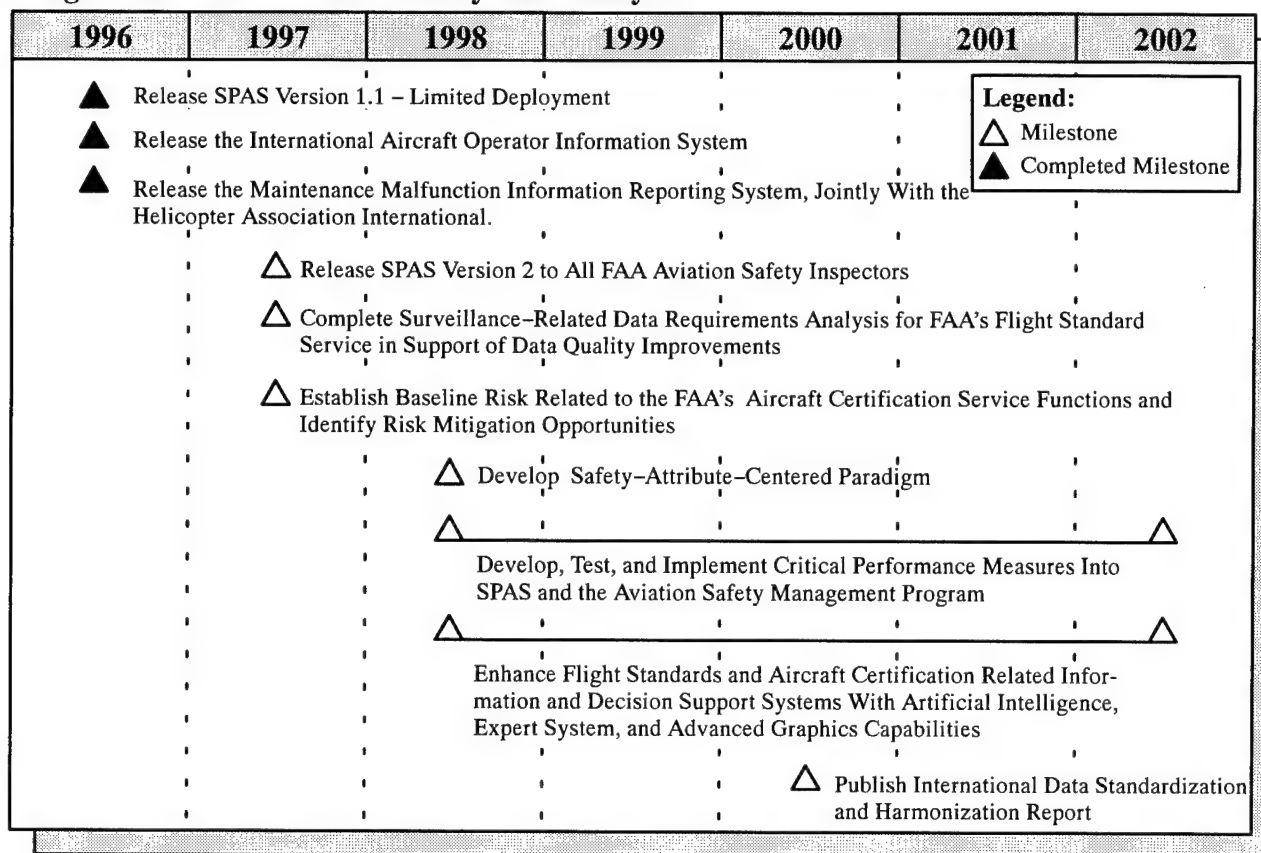 1996 1997 1998 1999 2000 2001 2002
Release SPAS Version 1.1 – Limited Deployment
Legend:
Milestone
Completed Milestone
Release the International Aircraft Operator Information System
Release the Maintenance Malfunction Information Reporting System, Jointly With the
Helicopter Association International.
Release SPAS Version 2 to All FAA Aviation Safety Inspectors
Complete Surveillance–Related Data Requirements Analysis for FAA's Flight Standard
Service in Support of Data Quality Improvements
Establish Baseline Risk Related to the FAA's Aircraft Certification Service Functions and
Identify Risk Mitigation Opportunities
Develop Safety–Attribute–Centered Paradigm
Develop, Test, and Implement Critical Performance Measures Into
SPAS and the Aviation Safety Management Program
Enhance Flight Standards and Aircraft Certification Related Infor-
mation and Decision Support Systems With Artificial Intelligence,
Expert System, and Advanced Graphics Capabilities
Publish International Data Standardization
and Harmonization Report